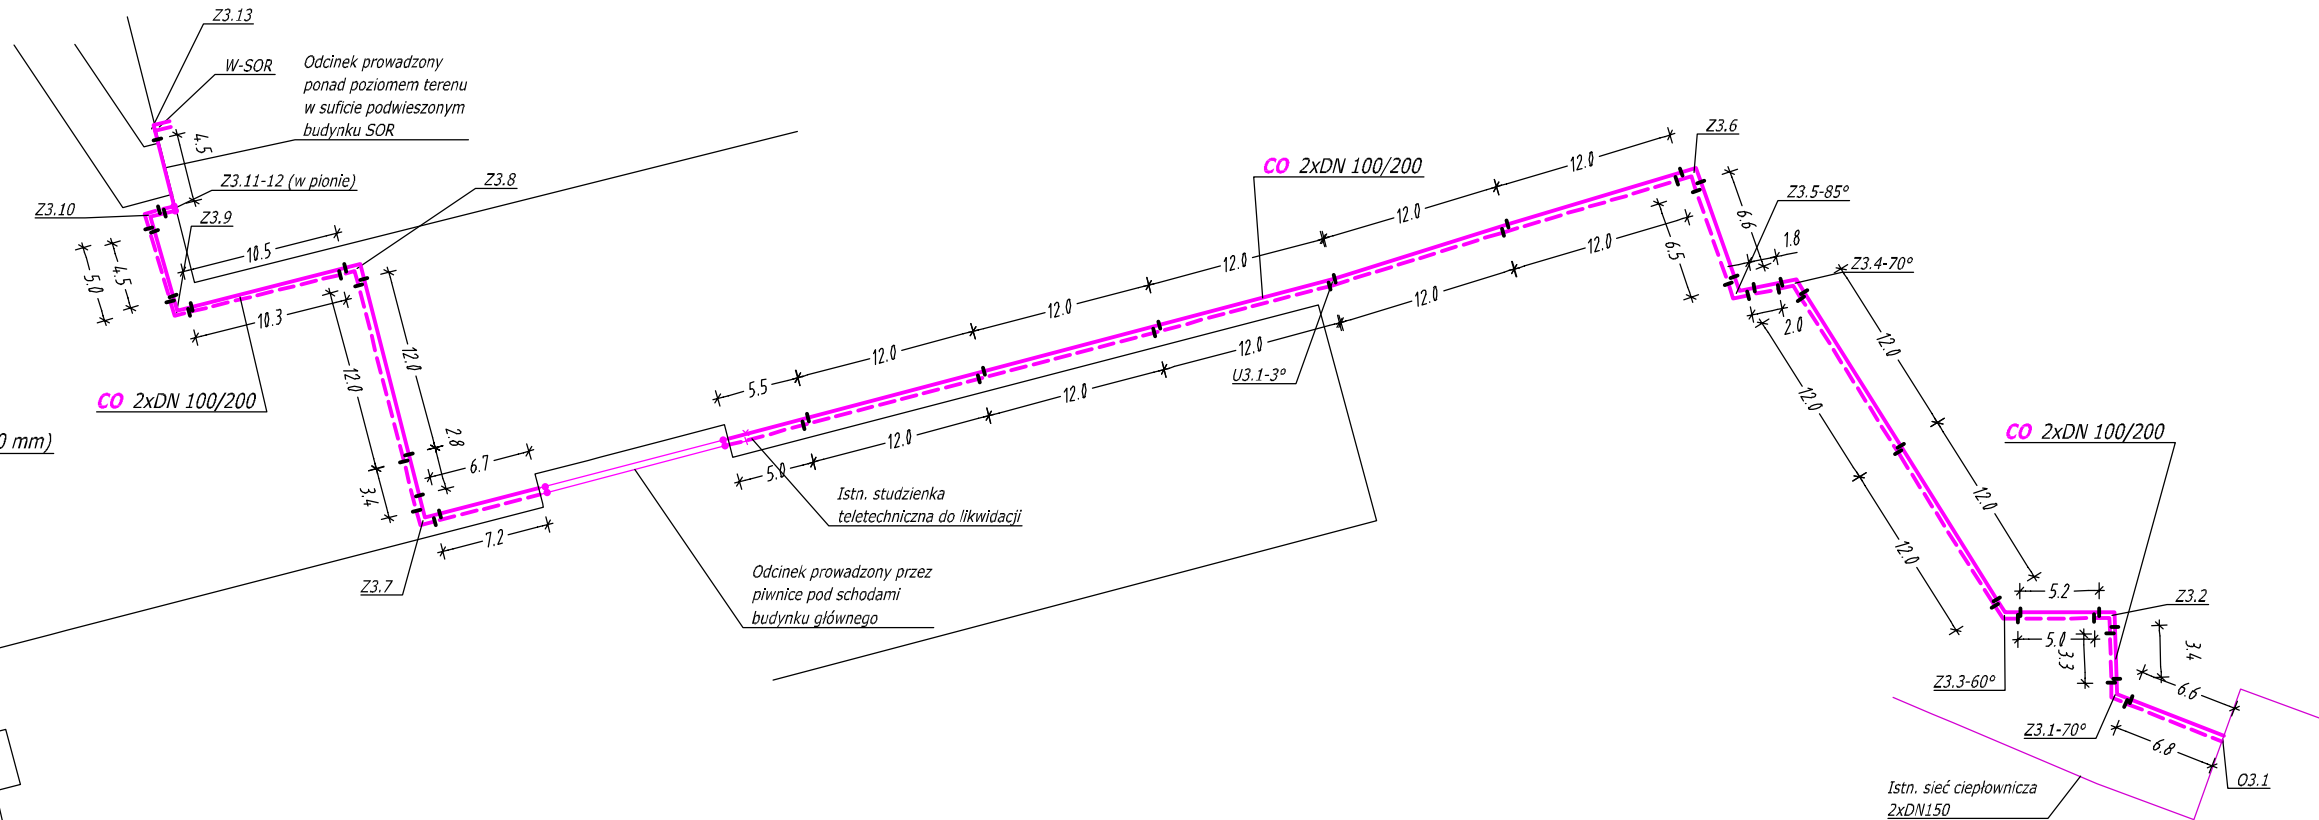 Z3.13
W-SOR
Odcinek prowadzony
ponad poziomem terenu
w suficie podwieszonym
budynku SOR
4.5
Z3.11-12 (w pionie)
Z3.10
Z3.9
Z3.8
10.5
5.0
4.5
10.3
CO 2xDN 100/200
0 mm)
12.0
12.0
2.8
3.4
6.7
7.2
Z3.7
5.5
12.0
12.0
12.0
12.0
12.0
5.0
12.0
12.0
12.0
12.0
12.0
CO 2xDN 100/200
U3.1-3°
Istn. studzienka
teletechniczna do likwidacji
Odcinek prowadzony przez
piwnice pod schodami
budynku głównego
Z3.6
6.6
6.5
Z3.5-85°
1.8
Z3.4-70°
2.0
12.0
12.0
12.0
12.0
CO 2xDN 100/200
5.2
5.0
Z3.2
3.3
3.4
Z3.3-60°
6.6
Z3.1-70°
6.8
O3.1
Istn. sieć ciepłownicza
2xDN150